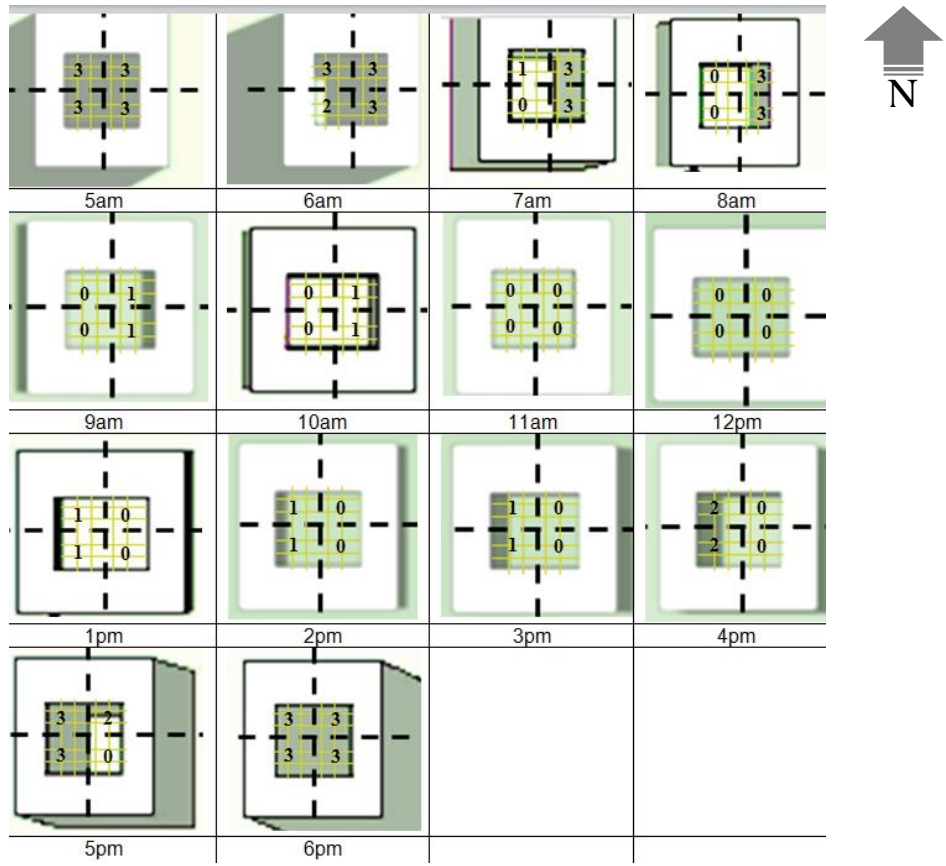 N
3 3 3 3 1 3 0 3
3 3 2 3 0 3 0 3
5am 6am 7am 8am
0 1 0 1 0 0 0 0
0 1 0 1 0 0 0 0
9am 10am 11am 12pm
1 0 1 0 1 0 2 0
1 0 1 0 1 0 2 0
1pm 2pm 3pm 4pm
3 2 3 3
3 0 3 3
5pm 6pm